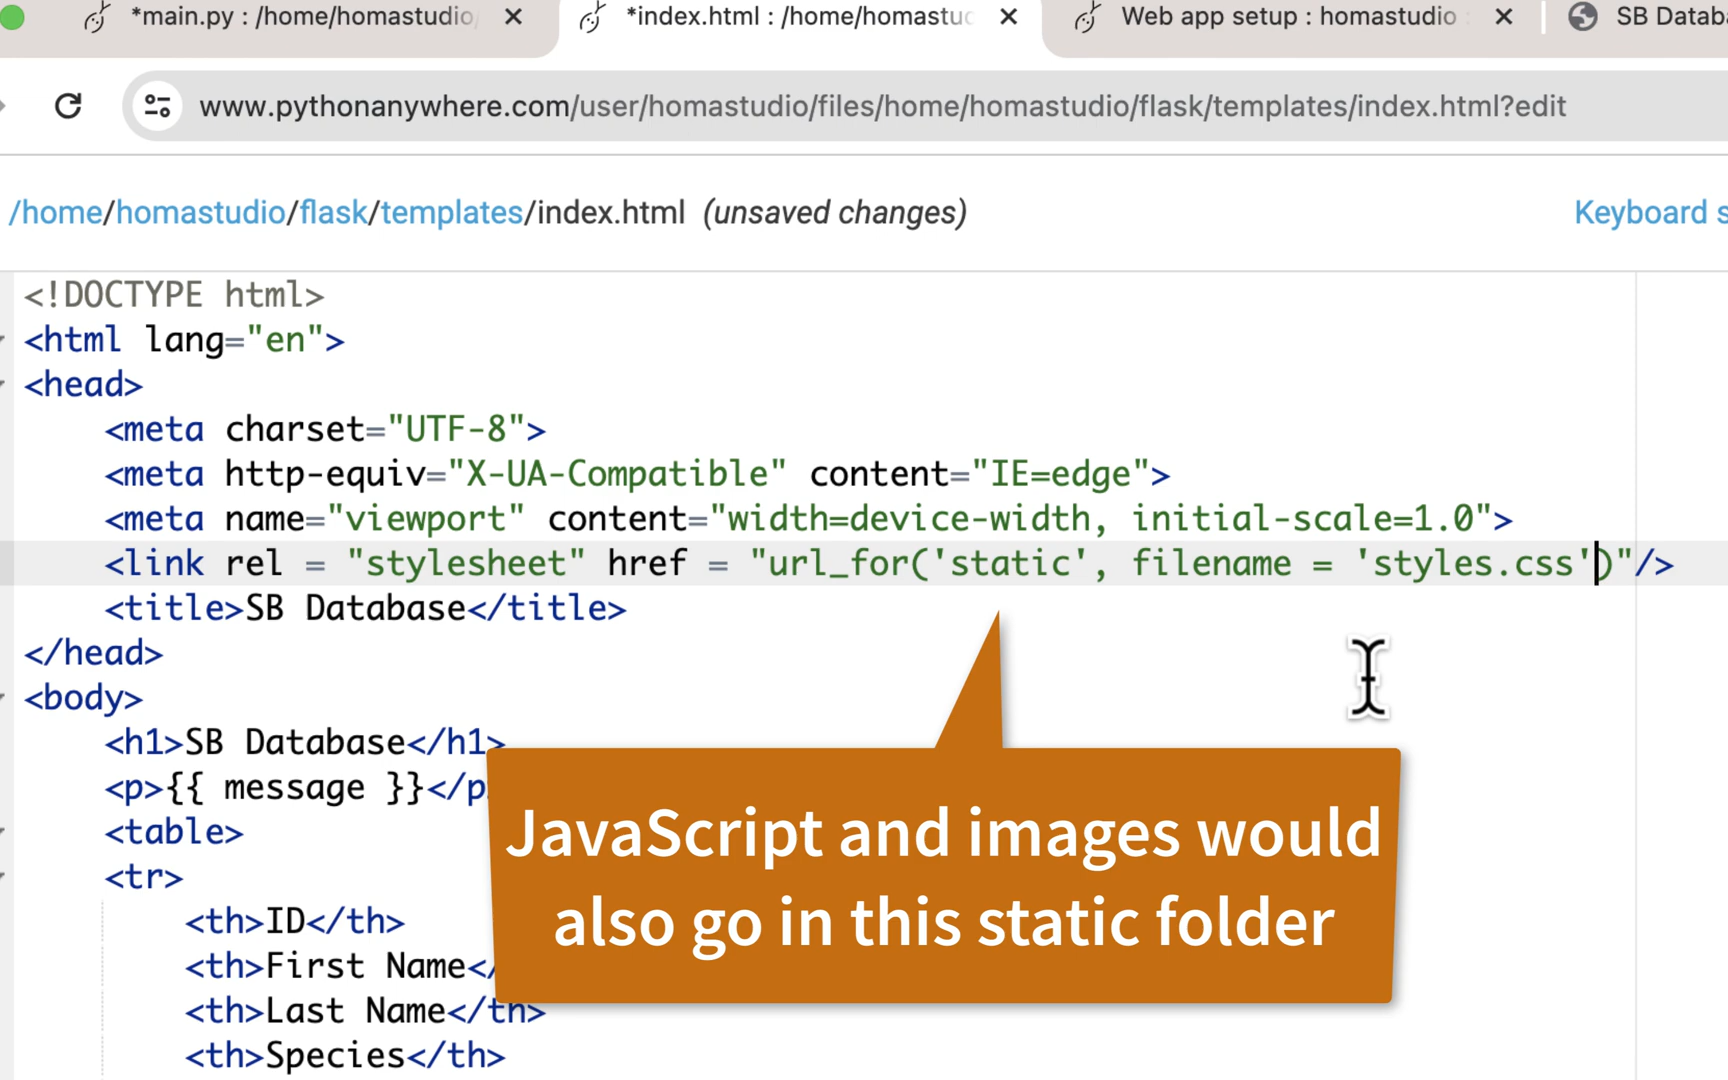 *main.py : /home/homastudio,
*index.html : /home/homastuc
Web app setup : homastudio
SB Datab
www.pythonanywhere.com/user/homastudio/files/home/homastudio/flask/templates/index.html?edit
/home/homastudio/flask/templates/index.html (unsaved changes)
Keyboard s
<!DOCTYPE html>
<html lang="en">
<head>
<meta charset="UTF-8">
<meta http-equiv="X-UA-Compatible" content="IE=edge">
<meta name="viewport" content="width=device-width, initial-scale=1.0">
<link rel = "stylesheet" href = "url_for('static', filename = 'styles.css')"/>
<title>SB Database</title>
</head>
<body>
<h1>SB Database</h1>
<p>{{ message }}</p
<table>
<tr>
<th>ID</th>
<th>First Name</
<th>Last Name</th>
<th>Species</th>
JavaScript and images would
also go in this static folder